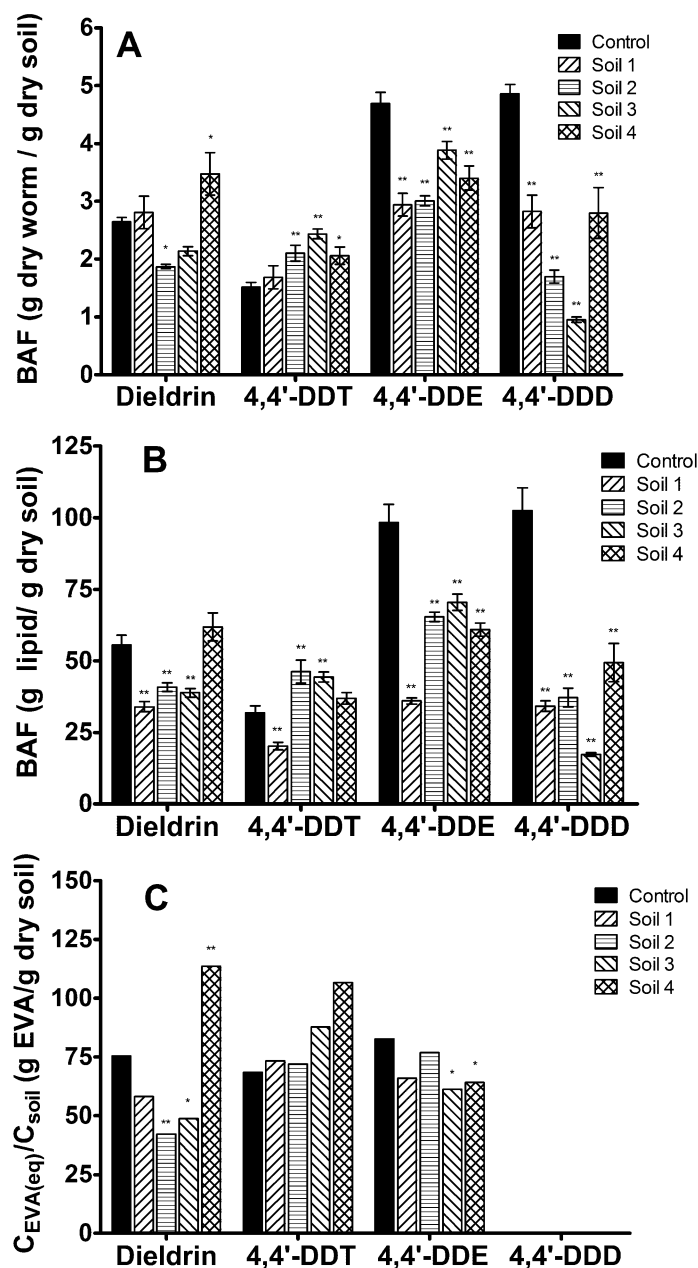 A
Control
Soil 1
Soil 2
Soil 3
Soil 4
BAF (g dry worm / g dry soil)
6
5
4
3
2
1
0
* * ** ** * ** ** ** ** ** ** ** **
Dieldrin 4,4'-DDT 4,4'-DDE 4,4'-DDD
B
Control
Soil 1
Soil 2
Soil 3
Soil 4
BAF (g lipid/ g dry soil)
125
100
75
50
25
0
** ** ** ** ** ** ** ** ** ** ** ** ** **
Dieldrin 4,4'-DDT 4,4'-DDE 4,4'-DDD
C
Control
Soil 1
Soil 2
Soil 3
Soil 4
CEVA(eq)/Csoil (g EVA/g dry soil)
150
125
100
75
50
25
0
** * ** * *
Dieldrin 4,4'-DDT 4,4'-DDE 4,4'-DDD